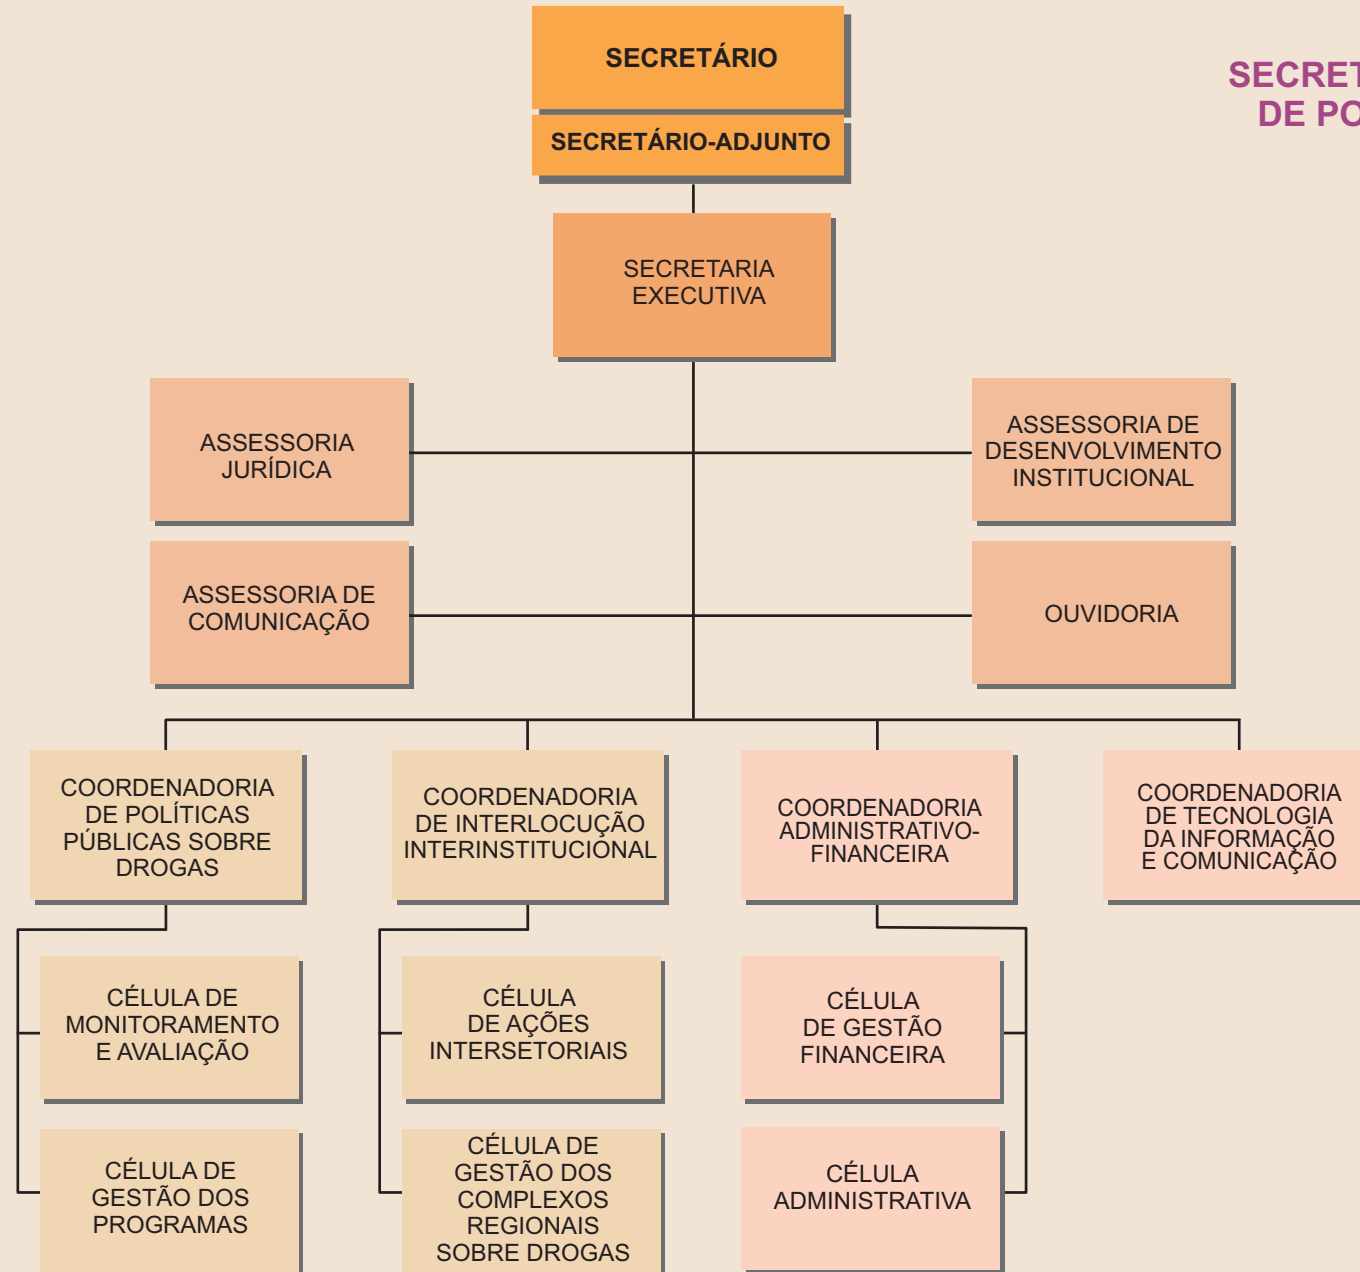 SECRETÁRIO
SECRETÁRIO-ADJUNTO
SECRET
DE PO
SECRETARIA
EXECUTIVA
ASSESSORIA
JURÍDICA
ASSESSORIA DE
DESENVOLVIMENTO
INSTITUCIONAL
ASSESSORIA DE
COMUNICAÇÃO
OUVIDORIA
COORDENADORIA
DE POLÍTICAS
PÚBLICAS SOBRE
DROGAS
COORDENADORIA
DE INTERLOCUÇÃO
INTERINSTITUCIONAL
COORDENADORIA
ADMINISTRATIVO-
FINANCEIRA
COORDENADORIA
DE TECNOLOGIA
DA INFORMAÇÃO
E COMUNICAÇÃO
CÉLULA DE
MONITORAMENTO
E AVALIAÇÃO
CÉLULA
DE AÇÕES
INTERSETORIAIS
CÉLULA
DE GESTÃO
FINANCEIRA
CÉLULA DE
GESTÃO DOS
PROGRAMAS
CÉLULA DE
GESTÃO DOS
COMPLEXOS
REGIONAIS
SOBRE DROGAS
CÉLULA
ADMINISTRATIVA